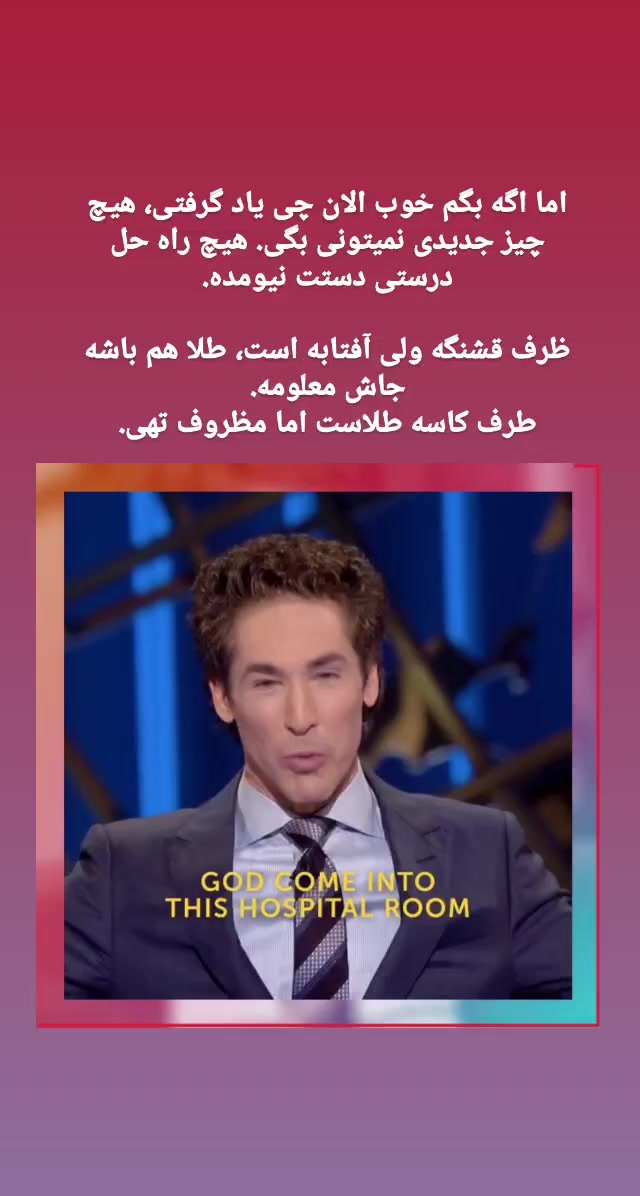 اما اگه بگم خوب الان چی یاد گرفتی، هیچ
چیز جدیدی نمیتونی بگی. هیچ راه حل
درستی دستت نیومده.
ظرف قشنگه ولی آفتابه است، طلا هم باشه
جاش معلومه.
طرف کاسه طلاست اما مظروف تهی.
GOD COME INTO
THIS HOSPITAL ROOM